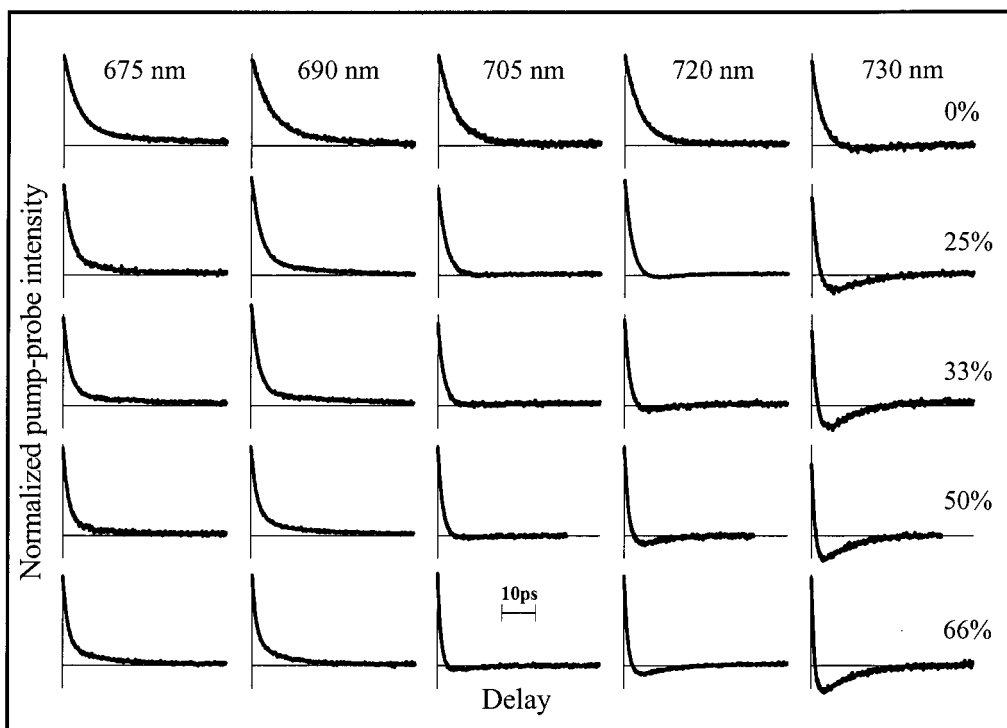 675 nm
690 nm
705 nm
720 nm
730 nm
0%
25%
33%
50%
66%
Normalized pump-probe intensity
10ps
Delay